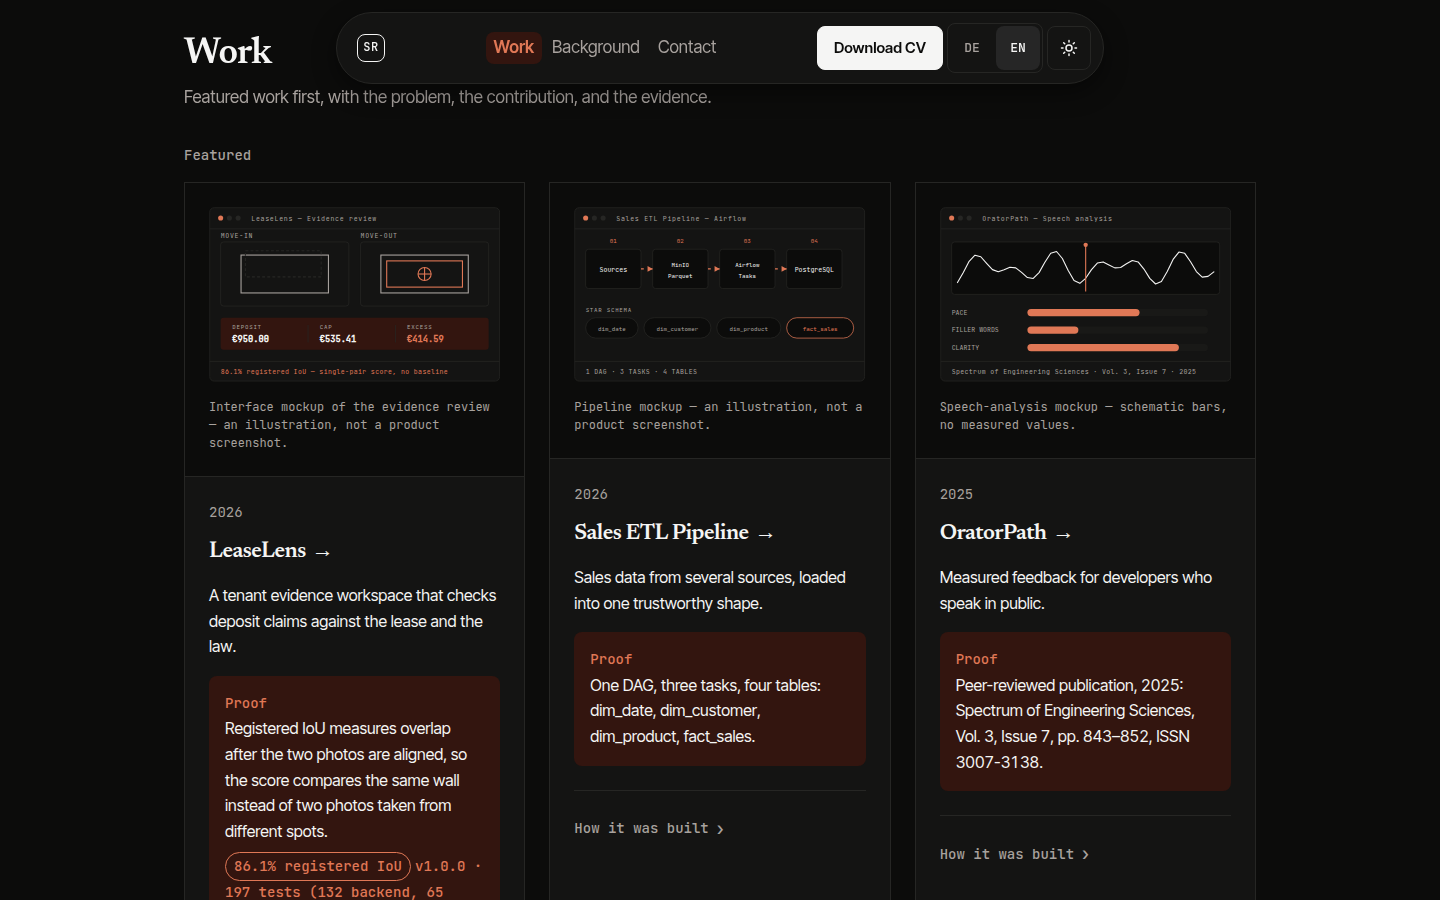 Work
SR
Work
Background
Contact
Download CV
DE
EN
Featured work first, with the problem, the contribution, and the evidence.
Featured
LeaseLens — Evidence review
MOVE-IN
MOVE-OUT
DEPOSIT
CAP
EXCESS
€950.00
€535.41
€414.59
86.1% registered IoU — single-pair score, no baseline
Interface mockup of the evidence review
— an illustration, not a product
screenshot.
2026
LeaseLens →
A tenant evidence workspace that checks
deposit claims against the lease and the
law.
Proof
Registered IoU measures overlap
after the two photos are aligned, so
the score compares the same wall
instead of two photos taken from
different spots.
86.1% registered IoU v1.0.0 ·
197 tests (132 backend, 65
Sales ETL Pipeline — Airflow
01
02
03
04
Sources
MinIO
Parquet
Airflow
Tasks
PostgreSQL
STAR SCHEMA
dim_date
dim_customer
dim_product
fact_sales
1 DAG · 3 TASKS · 4 TABLES
Pipeline mockup — an illustration, not a
product screenshot.
2026
Sales ETL Pipeline →
Sales data from several sources, loaded
into one trustworthy shape.
Proof
One DAG, three tasks, four tables:
dim_date, dim_customer,
dim_product, fact_sales.
How it was built ›
OratorPath — Speech analysis
PACE
FILLER WORDS
CLARITY
Spectrum of Engineering Sciences · Vol. 3, Issue 7 · 2025
Speech-analysis mockup — schematic bars,
no measured values.
2025
OratorPath →
Measured feedback for developers who
speak in public.
Proof
Peer-reviewed publication, 2025:
Spectrum of Engineering Sciences,
Vol. 3, Issue 7, pp. 843–852, ISSN
3007-3138.
How it was built ›